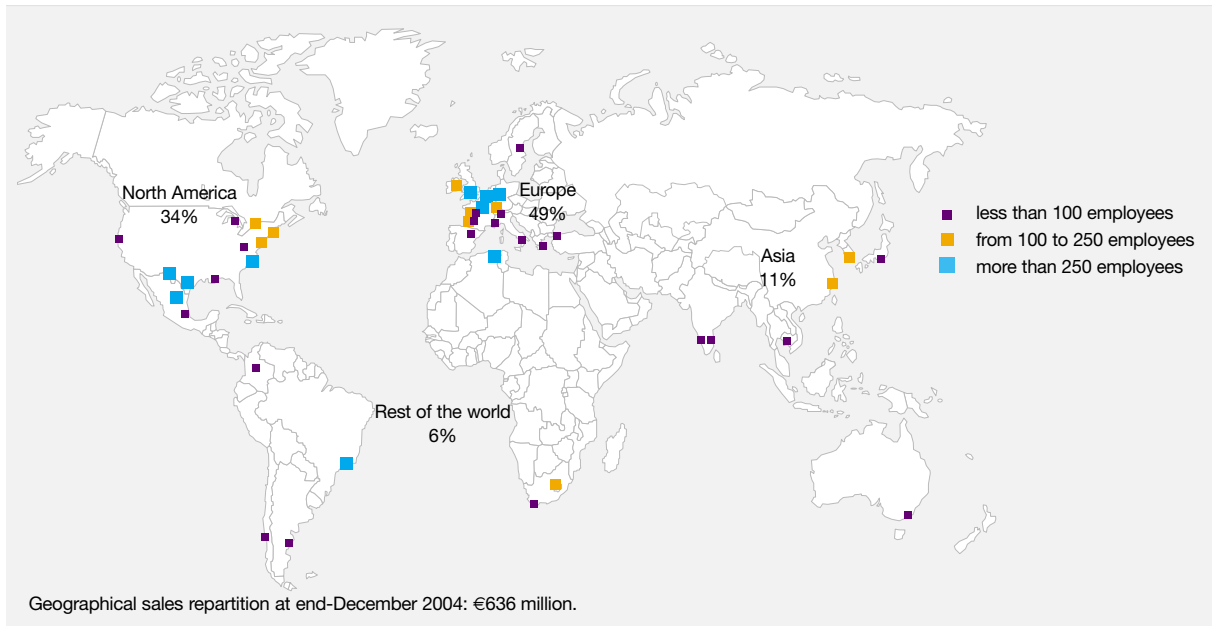 North America
34%
Europe
49%
Asia
11%
Rest of the world
6%
less than 100 employees
from 100 to 250 employees
more than 250 employees
Geographical sales repartition at end-December 2004: €636 million.